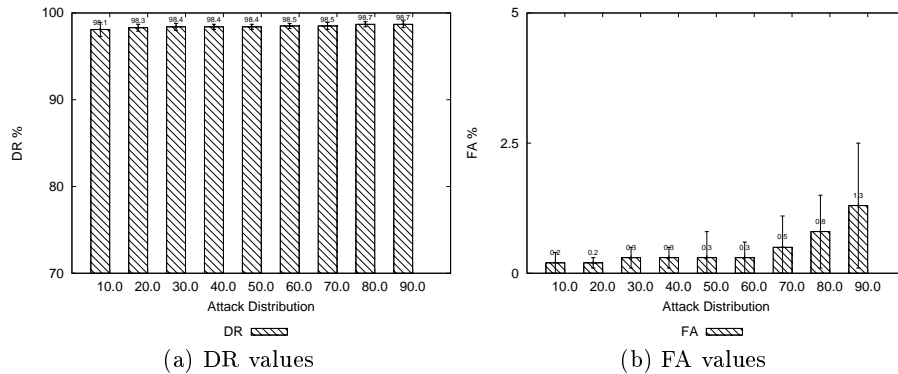 100
90
80
70
DR %
98.1 98.3 98.4 98.4 98.4 98.5 98.5 98.7 98.7
10.0 20.0 30.0 40.0 50.0 60.0 70.0 80.0 90.0
Attack Distribution
DR
(a) DR values
5
2.5
0
FA %
0.2 0.2 0.3 0.3 0.3 0.3 0.5 0.8 1.3
10.0 20.0 30.0 40.0 50.0 60.0 70.0 80.0 90.0
Attack Distribution
FA
(b) FA values